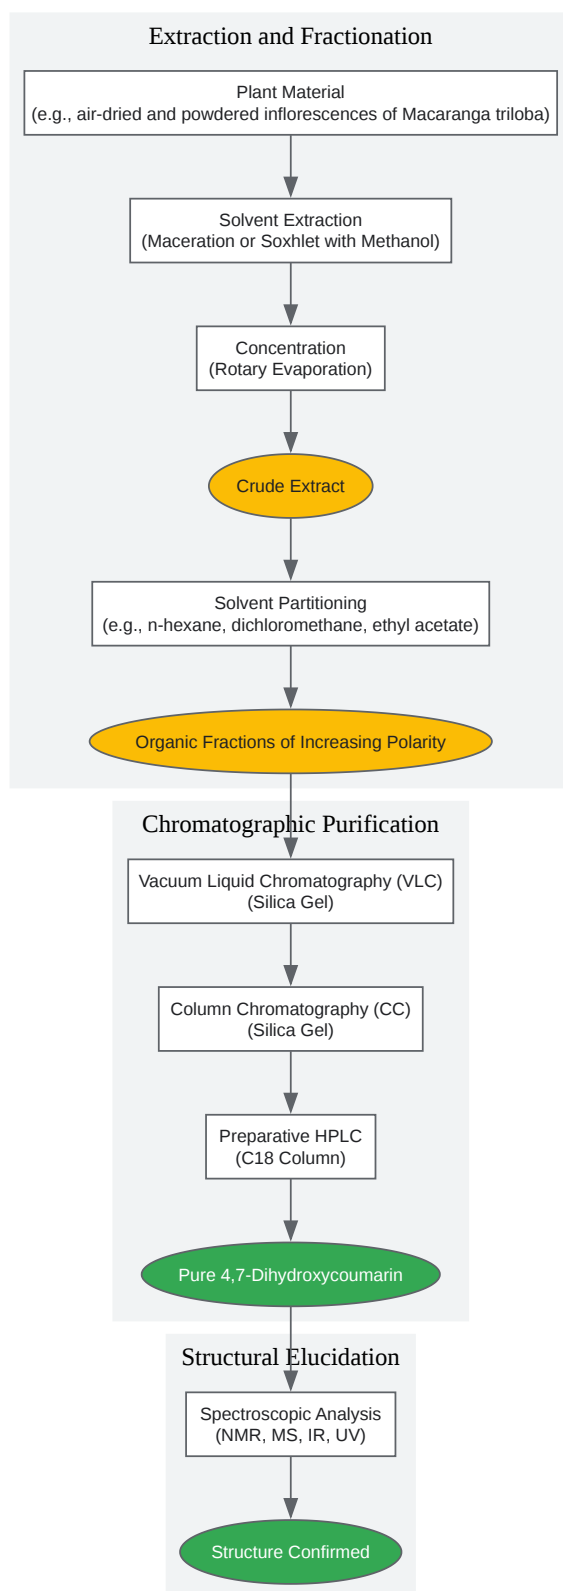 Extraction and Fractionation
Plant Material
(e.g., air-dried and powdered inflorescences of Macaranga triloba)
Solvent Extraction
(Maceration or Soxhlet with Methanol)
Concentration
(Rotary Evaporation)
Crude Extract
Solvent Partitioning
(e.g., n-hexane, dichloromethane, ethyl acetate)
Organic Fractions of Increasing Polarity
Chromatographic Purification
Vacuum Liquid Chromatography (VLC)
(Silica Gel)
Column Chromatography (CC)
(Silica Gel)
Preparative HPLC
(C18 Column)
Pure 4,7-Dihydroxycoumarin
Structural Elucidation
Spectroscopic Analysis
(NMR, MS, IR, UV)
Structure Confirmed